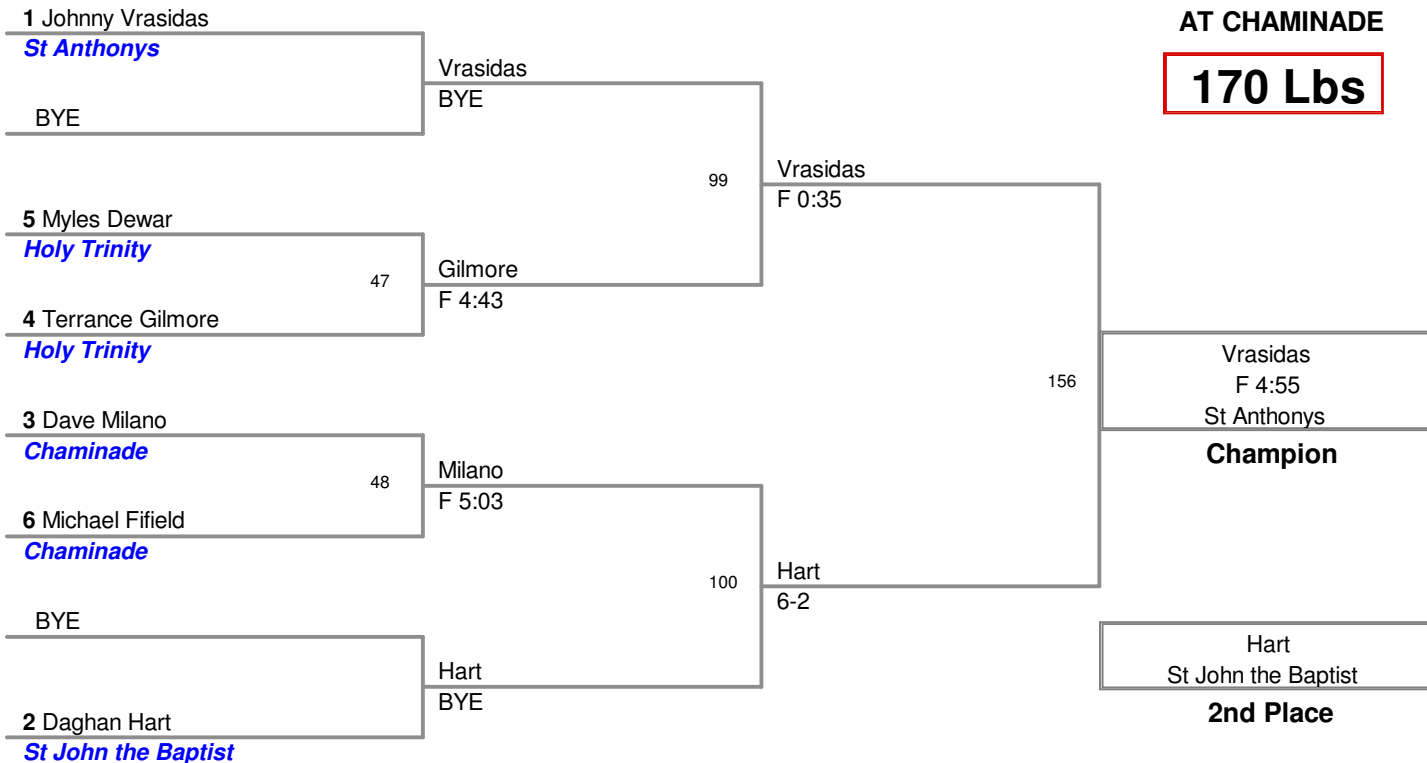 1 Johnny Vrasidas
St Anthonys
BYE
5 Myles Dewar
Holy Trinity
47
4 Terrance Gilmore
Holy Trinity
3 Dave Milano
Chaminade
48
6 Michael Fifield
Chaminade
BYE
2 Daghan Hart
St John the Baptist
Vrasidas
BYE
99
Gilmore
F 4:43
Milano
F 5:03
100
Hart
BYE
Vrasidas
F 0:35
156
Hart
6-2
AT CHAMINADE
170 Lbs
Vrasidas
F 4:55
St Anthonys
Champion
Hart
St John the Baptist
2nd Place